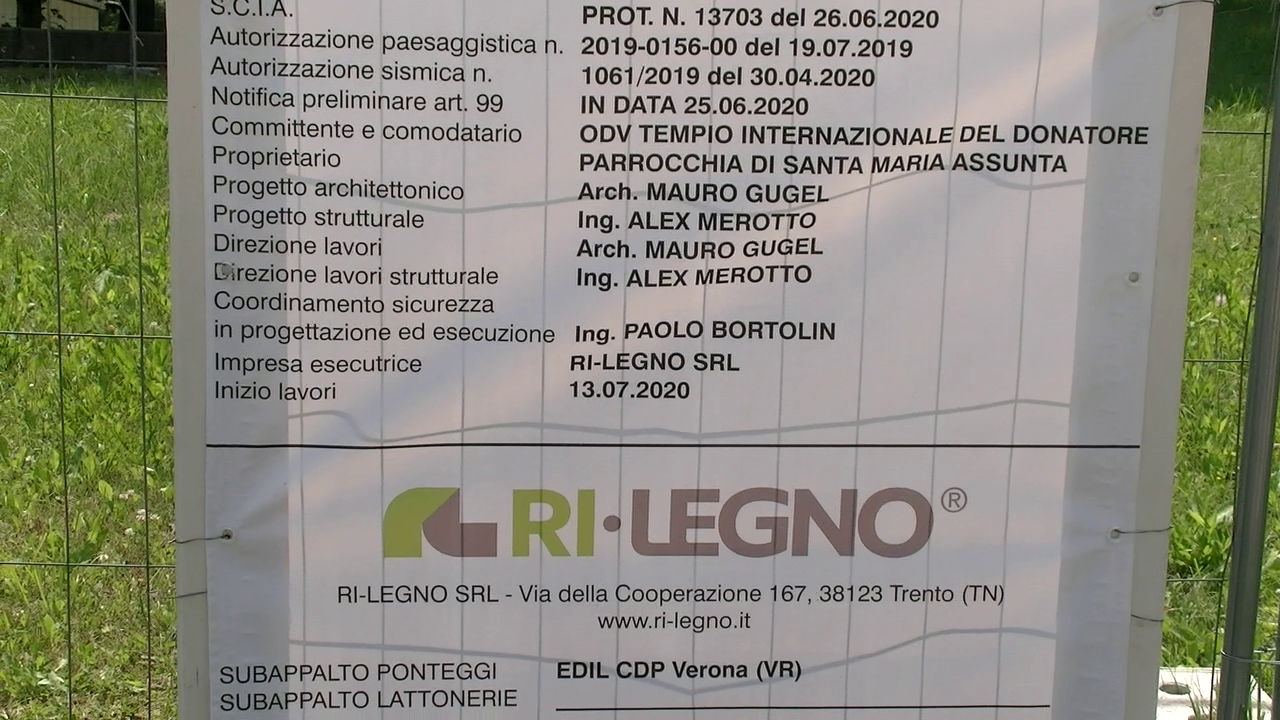 S.C.I.A. PROT. N. 13703 del 26.06.2020
Autorizzazione paesaggistica n. 2019-0156-00 del 19.07.2019
Autorizzazione sismica n. 1061/2019 del 30.04.2020
Notifica preliminare art. 99 IN DATA 25.06.2020
Committente e comodatario ODV TEMPIO INTERNAZIONALE DEL DONATORE
Proprietario PARROCCHIA DI SANTA MARIA ASSUNTA
Progetto architettonico Arch. MAURO GUGEL
Progetto strutturale Ing. ALEX MEROTTO
Direzione lavori Arch. MAURO GUGEL
Direzione lavori strutturale Ing. ALEX MEROTTO
Coordinamento sicurezza
in progettazione ed esecuzione Ing. PAOLO BORTOLIN
Impresa esecutrice RI-LEGNO SRL
Inizio lavori 13.07.2020
RI·LEGNO®
RI-LEGNO SRL - Via della Cooperazione 167, 38123 Trento (TN)
www.ri-legno.it
SUBAPPALTO PONTEGGI EDIL CDP Verona (VR)
SUBAPPALTO LATTONERIE